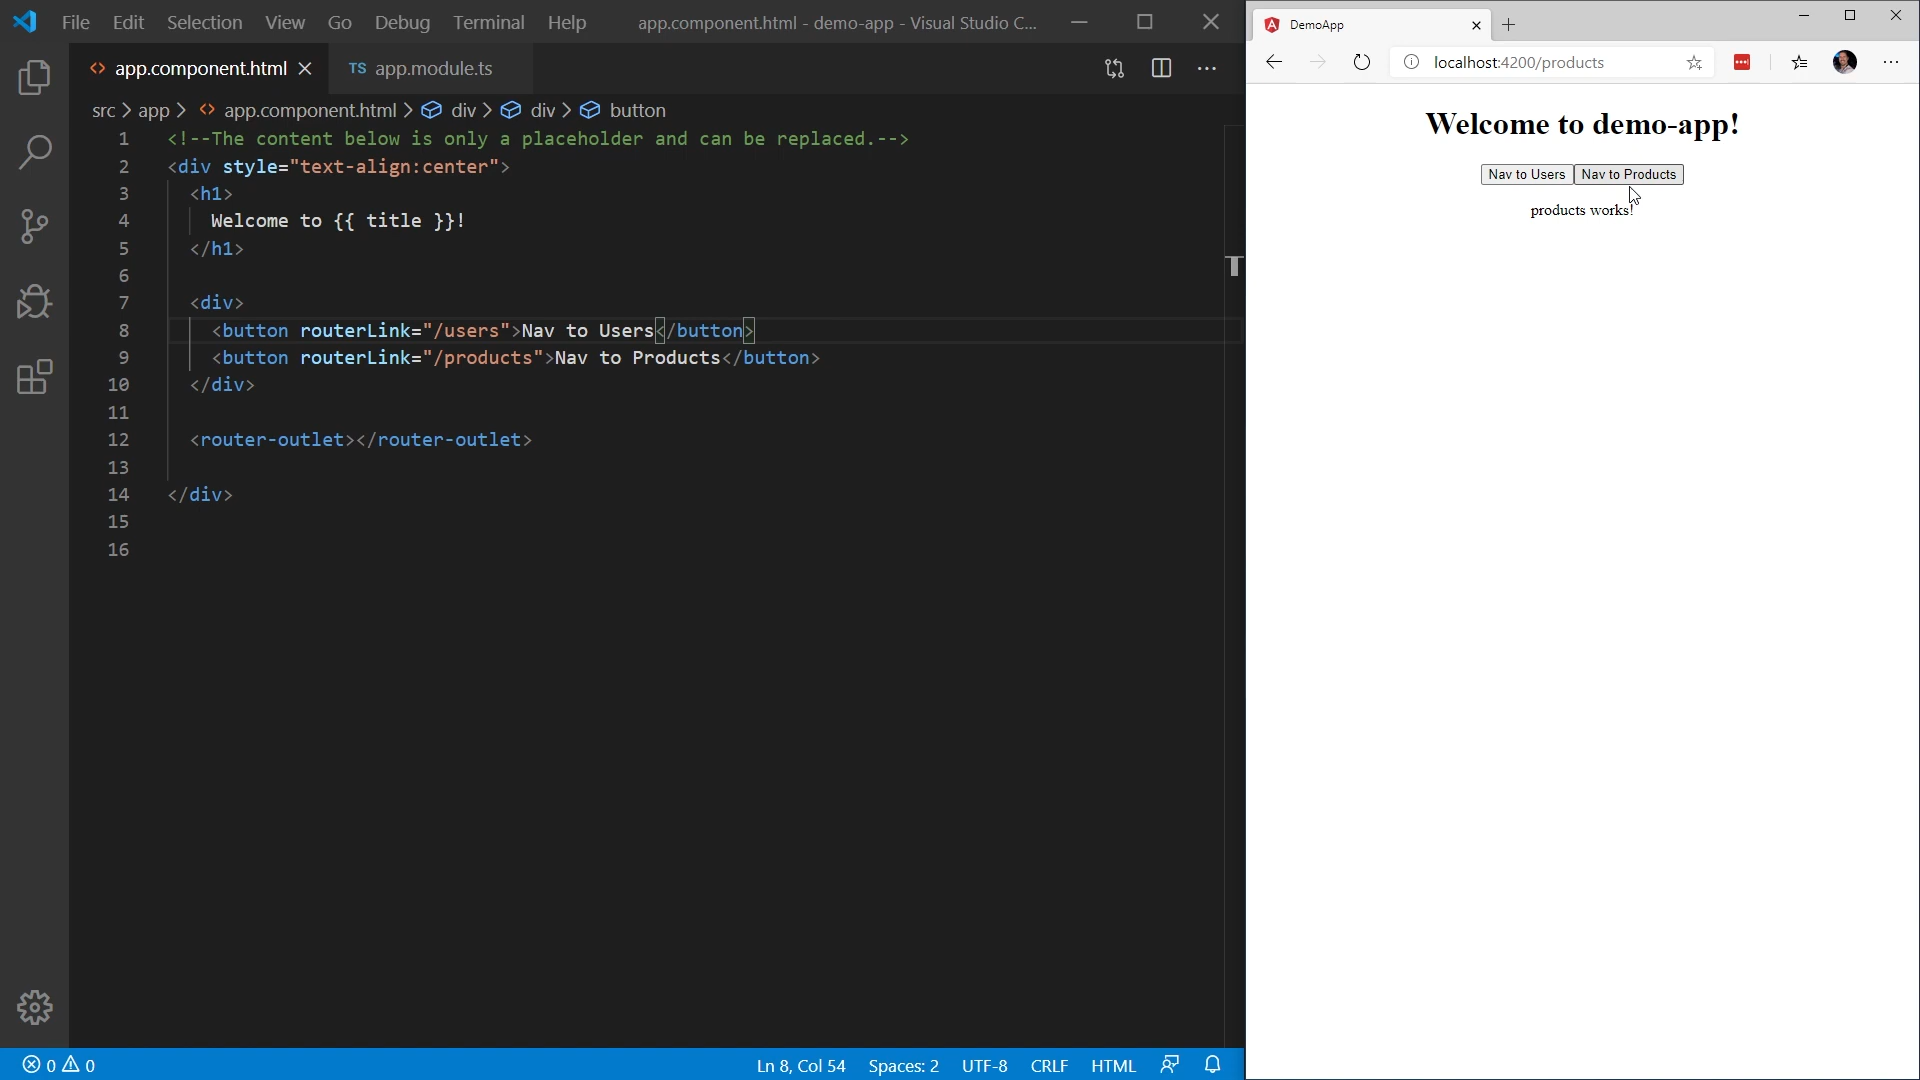 File Edit Selection View Go Debug Terminal Help app.component.html - demo-app - Visual Studio C...
app.component.html TS app.module.ts
src > app > app.component.html > div > div > button
1 <!--The content below is only a placeholder and can be replaced.-->
2 <div style="text-align:center">
3 <h1>
4 Welcome to {{ title }}!
5 </h1>
6
7 <div>
8 <button routerLink="/users">Nav to Users</button>
9 <button routerLink="/products">Nav to Products</button>
10 </div>
11
12 <router-outlet></router-outlet>
13
14 </div>
15
16
0 0 Ln 8, Col 54 Spaces: 2 UTF-8 CRLF HTML
DemoApp
localhost:4200/products
Welcome to demo-app!
Nav to Users Nav to Products
products works!